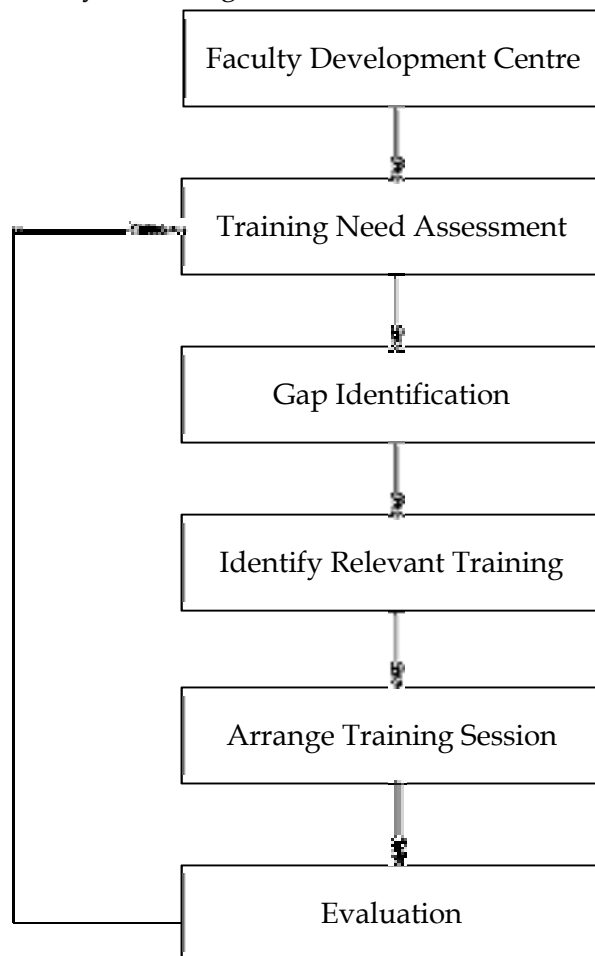 Faculty Development Centre
Training Need Assessment
Gap Identification
Identify Relevant Training
Arrange Training Session
Evaluation